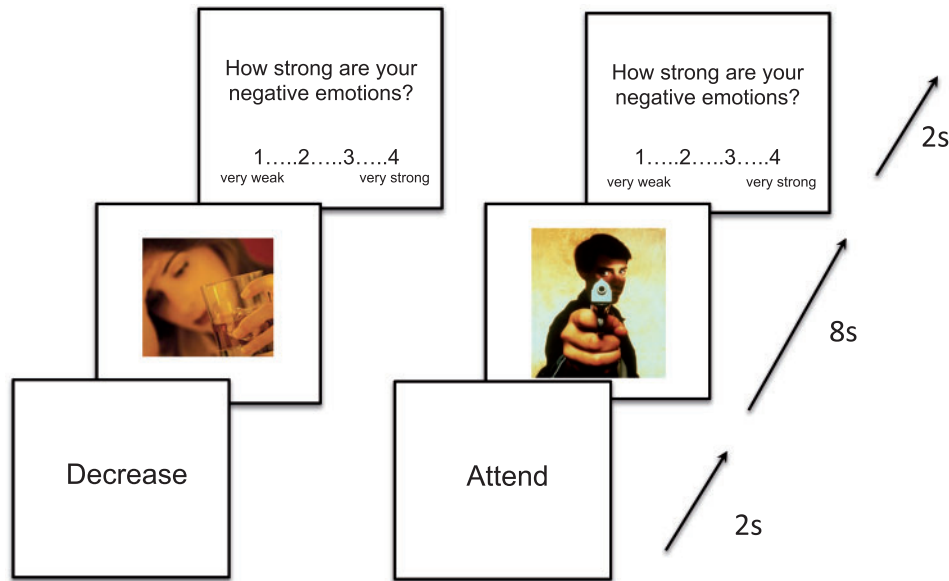 How strong are your
negative emotions?
1.....2.....3.....4
very weak very strong
How strong are your
negative emotions?
1.....2.....3.....4
very weak very strong
2s
8s
Decrease
Attend
2s